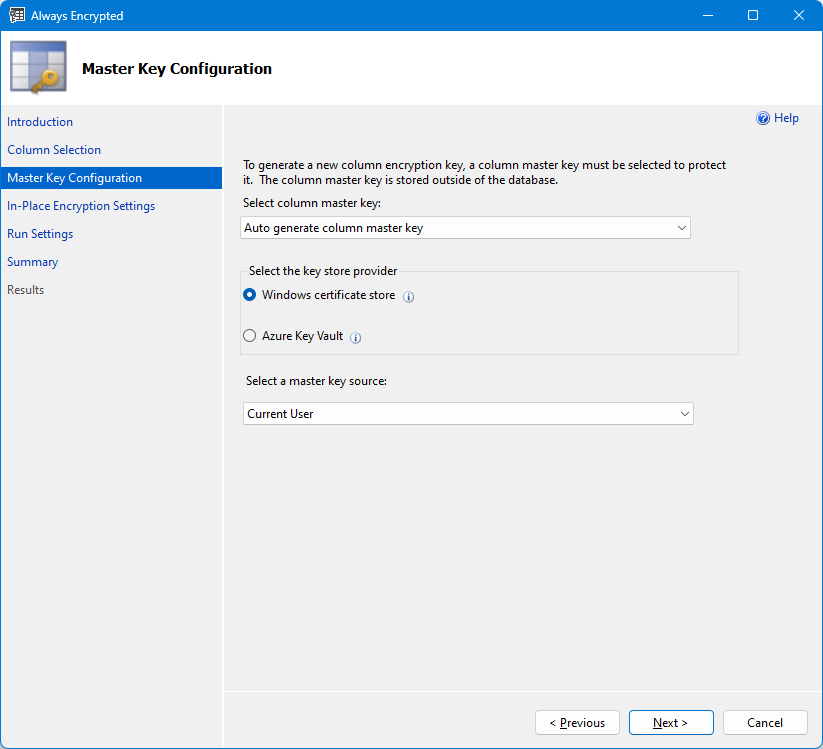 Always Encrypted
Master Key Configuration
Introduction
Column Selection
Master Key Configuration
In-Place Encryption Settings
Run Settings
Summary
Results
Help
To generate a new column encryption key, a column master key must be selected to protect
it.  The column master key is stored outside of the database.
Select column master key:
Auto generate column master key
Select the key store provider
Windows certificate store
Azure Key Vault
Select a master key source:
Current User
< Previous
Next >
Cancel